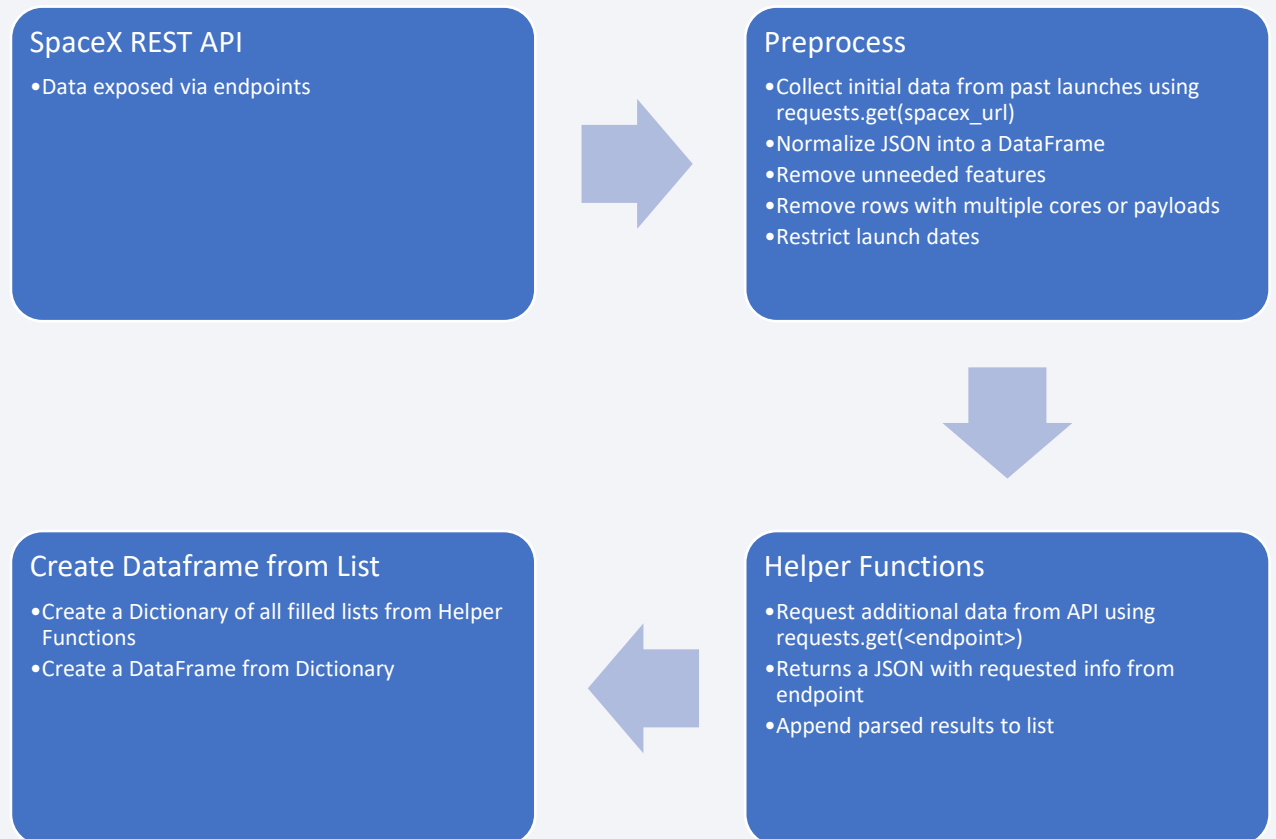 SpaceX REST API
•Data exposed via endpoints
Preprocess
•Collect initial data from past launches using
requests.get(spacex_url)
•Normalize JSON into a DataFrame
•Remove unneeded features
•Remove rows with multiple cores or payloads
•Restrict launch dates
Helper Functions
•Request additional data from API using
requests.get(<endpoint>)
•Returns a JSON with requested info from
endpoint
•Append parsed results to list
Create Dataframe from List
•Create a Dictionary of all filled lists from Helper
Functions
•Create a DataFrame from Dictionary